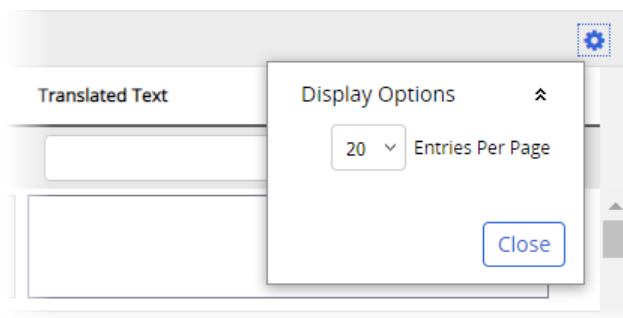 Translated Text
Display Options
20 Entries Per Page
Close